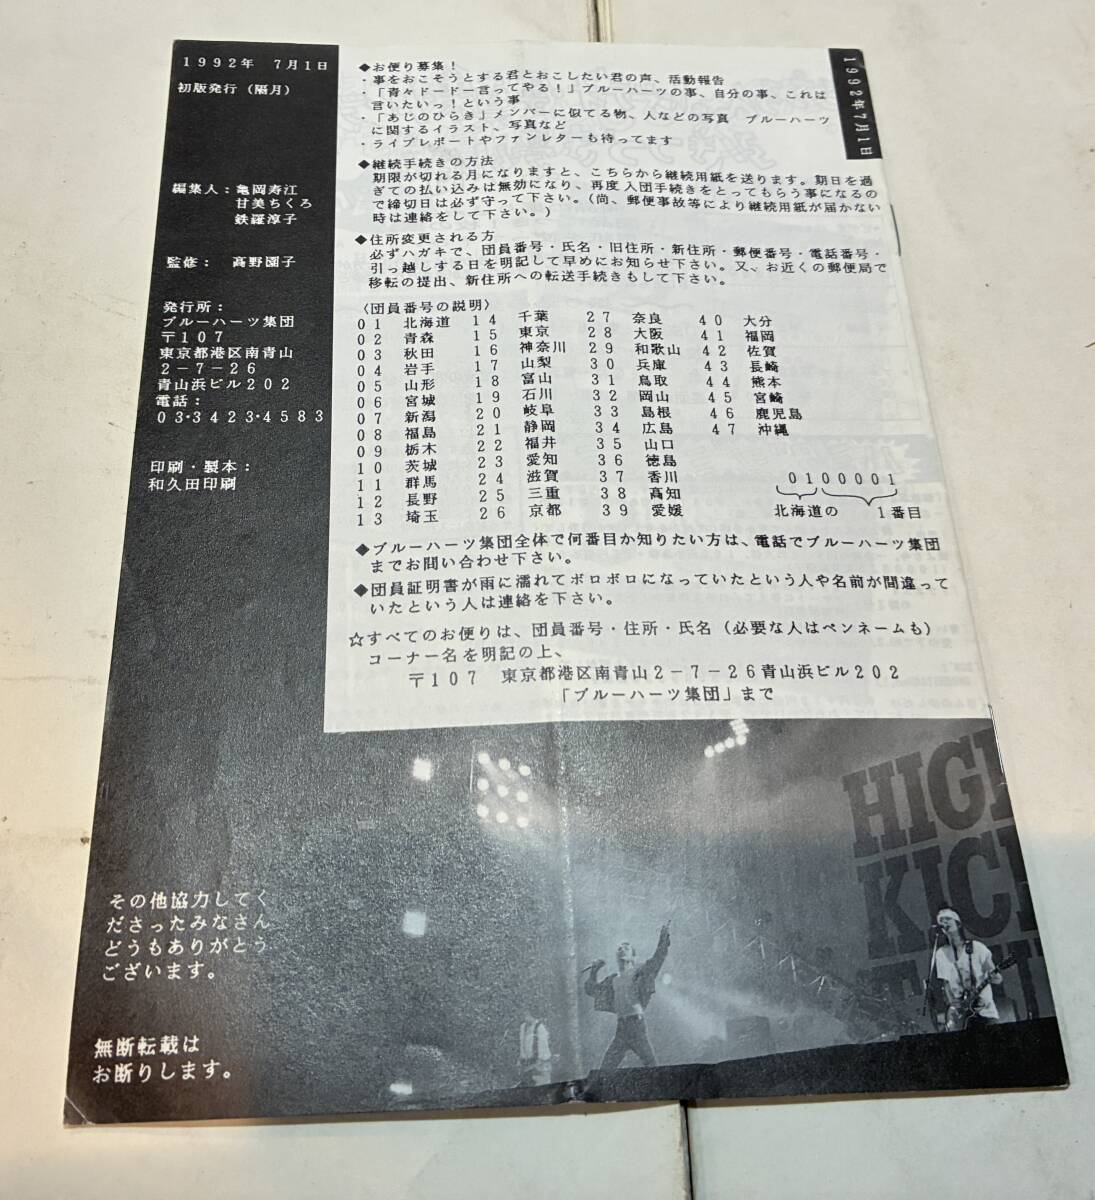 1992年 7月1日
初版発行（隔月）
編集人：亀岡寿江
甘美ちくろ
鉄羅淳子
監修： 高野園子
発行所：
ブルーハーツ集団
〒107
東京都港区南青山
2－7－26
青山浜ビル202
電話：
03・3423・4583
印刷・製本：
和久田印刷
その他協力してく
ださったみなさん
どうもありがとう
ございます。
無断転載は
お断りします。
◆お便り募集！
・事をおこそうとする君とおこしたい君の声、活動報告
・「青々ドードー言ってやる！」ブルーハーツの事、自分の事、これは
言いたいっ！という事
・「あじのひらき」メンバーに似てる物、人などの写真 ブルーハーツ
に関するイラスト、写真など
・ライブレポートやファンレターも待ってます
◆継続手続きの方法
期限が切れる月になりますと、こちらから継続用紙を送ります。期日を過
ぎての払い込みは無効になり、再度入団手続きをとってもらう事になるの
で締切日は必ず守って下さい。（尚、郵便事故等により継続用紙が届かない
時は連絡をして下さい。）
◆住所変更される方
必ずハガキで、団員番号・氏名・旧住所・新住所・郵便番号・電話番号・
引っ越しする日を明記して早めにお知らせ下さい。又、お近くの郵便局で
移転の提出、新住所への転送手続きもして下さい。
〈団員番号の説明〉
01 北海道 14 千葉 27 奈良 40 大分
02 青森 15 東京 28 大阪 41 福岡
03 秋田 16 神奈川 29 和歌山 42 佐賀
04 岩手 17 山梨 30 兵庫 43 長崎
05 山形 18 富山 31 鳥取 44 熊本
06 宮城 19 石川 32 岡山 45 宮崎
07 新潟 20 岐阜 33 島根 46 鹿児島
08 福島 21 静岡 34 広島 47 沖縄
09 栃木 22 福井 35 山口
10 茨城 23 愛知 36 徳島
11 群馬 24 滋賀 37 香川
12 長野 25 三重 38 高知
13 埼玉 26 京都 39 愛媛
0100001
北海道の 1番目
◆ブルーハーツ集団全体で何番目か知りたい方は、電話でブルーハーツ集団
までお問い合わせ下さい。
◆団員証明書が雨に濡れてボロボロになっていたという人や名前が間違って
いたという人は連絡を下さい。
☆すべてのお便りは、団員番号・住所・氏名（必要な人はペンネームも）
コーナー名を明記の上、
〒107 東京都港区南青山2－7－26青山浜ビル202
「ブルーハーツ集団」まで
1992年7月1日
HIGH
KICK